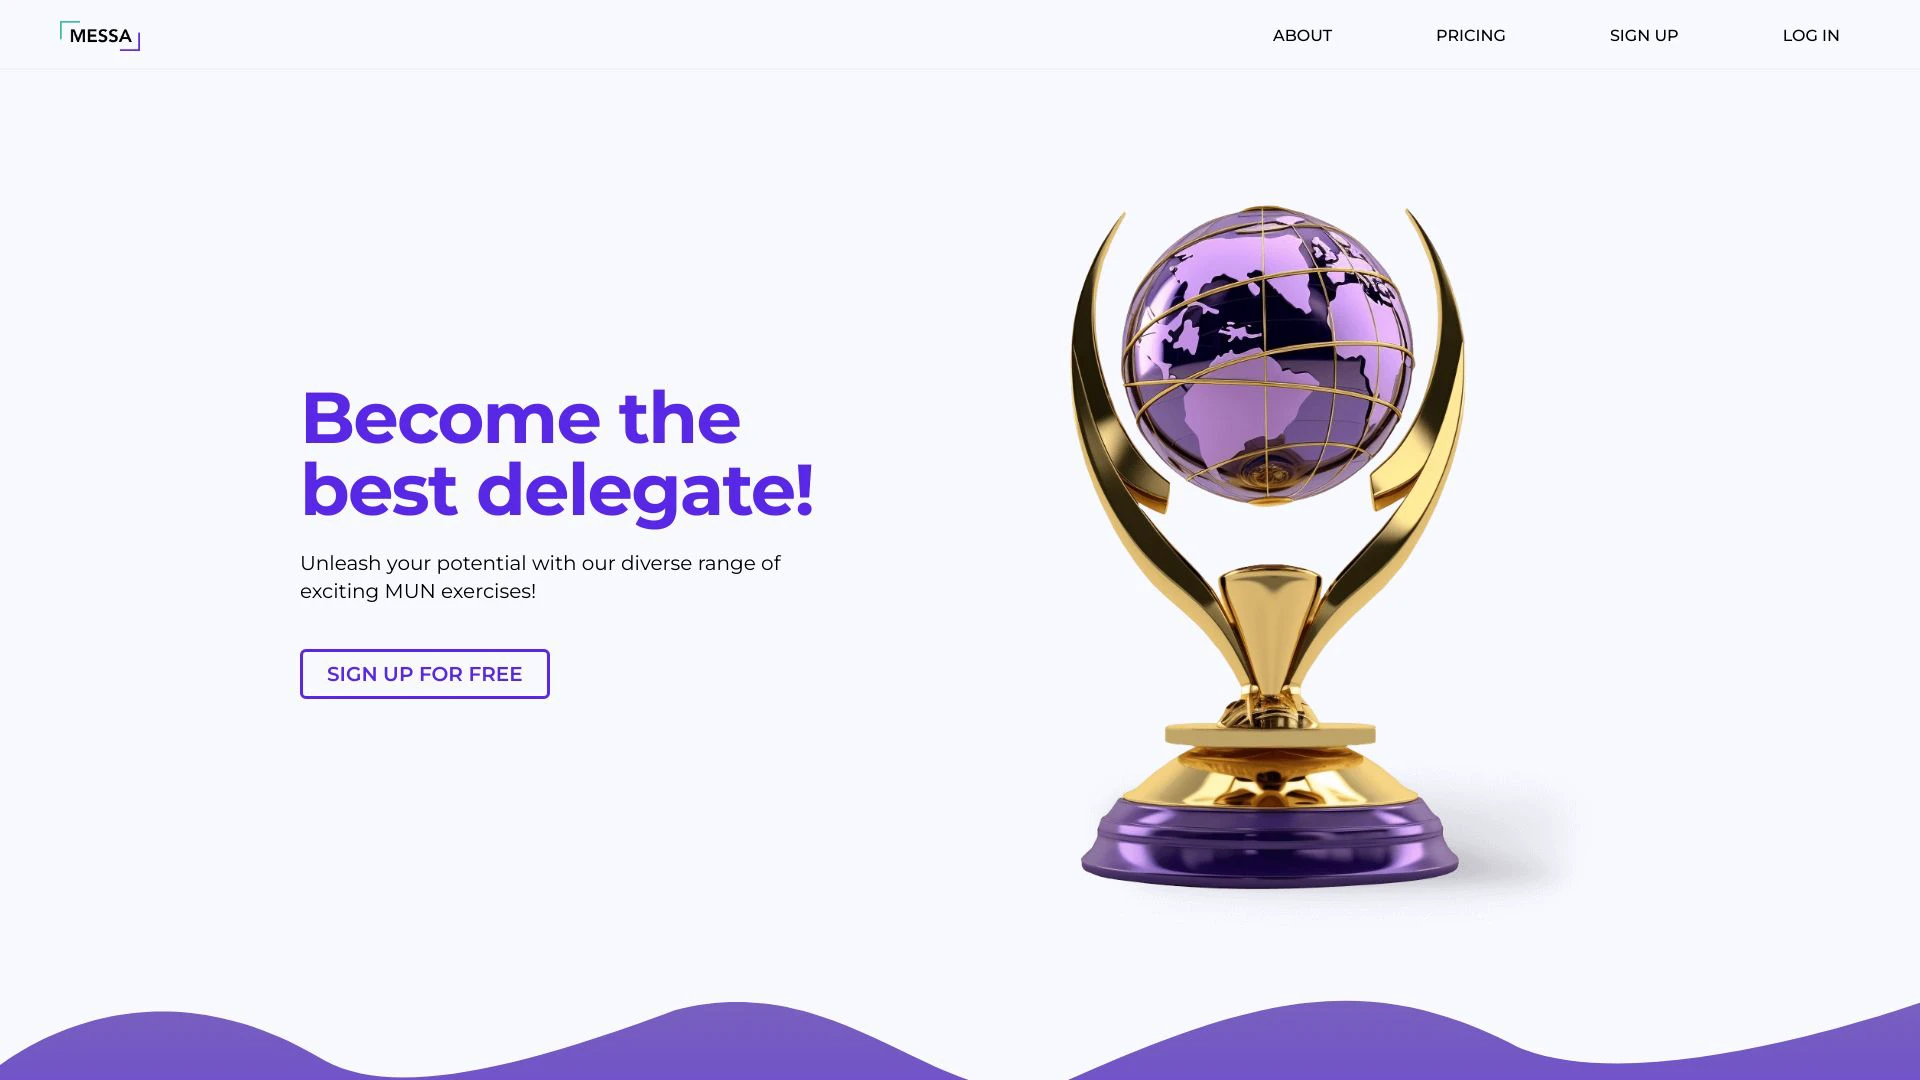 MESSA
ABOUT
PRICING
SIGN UP
LOG IN
Become the
best delegate!
Unleash your potential with our diverse range of
exciting MUN exercises!
SIGN UP FOR FREE